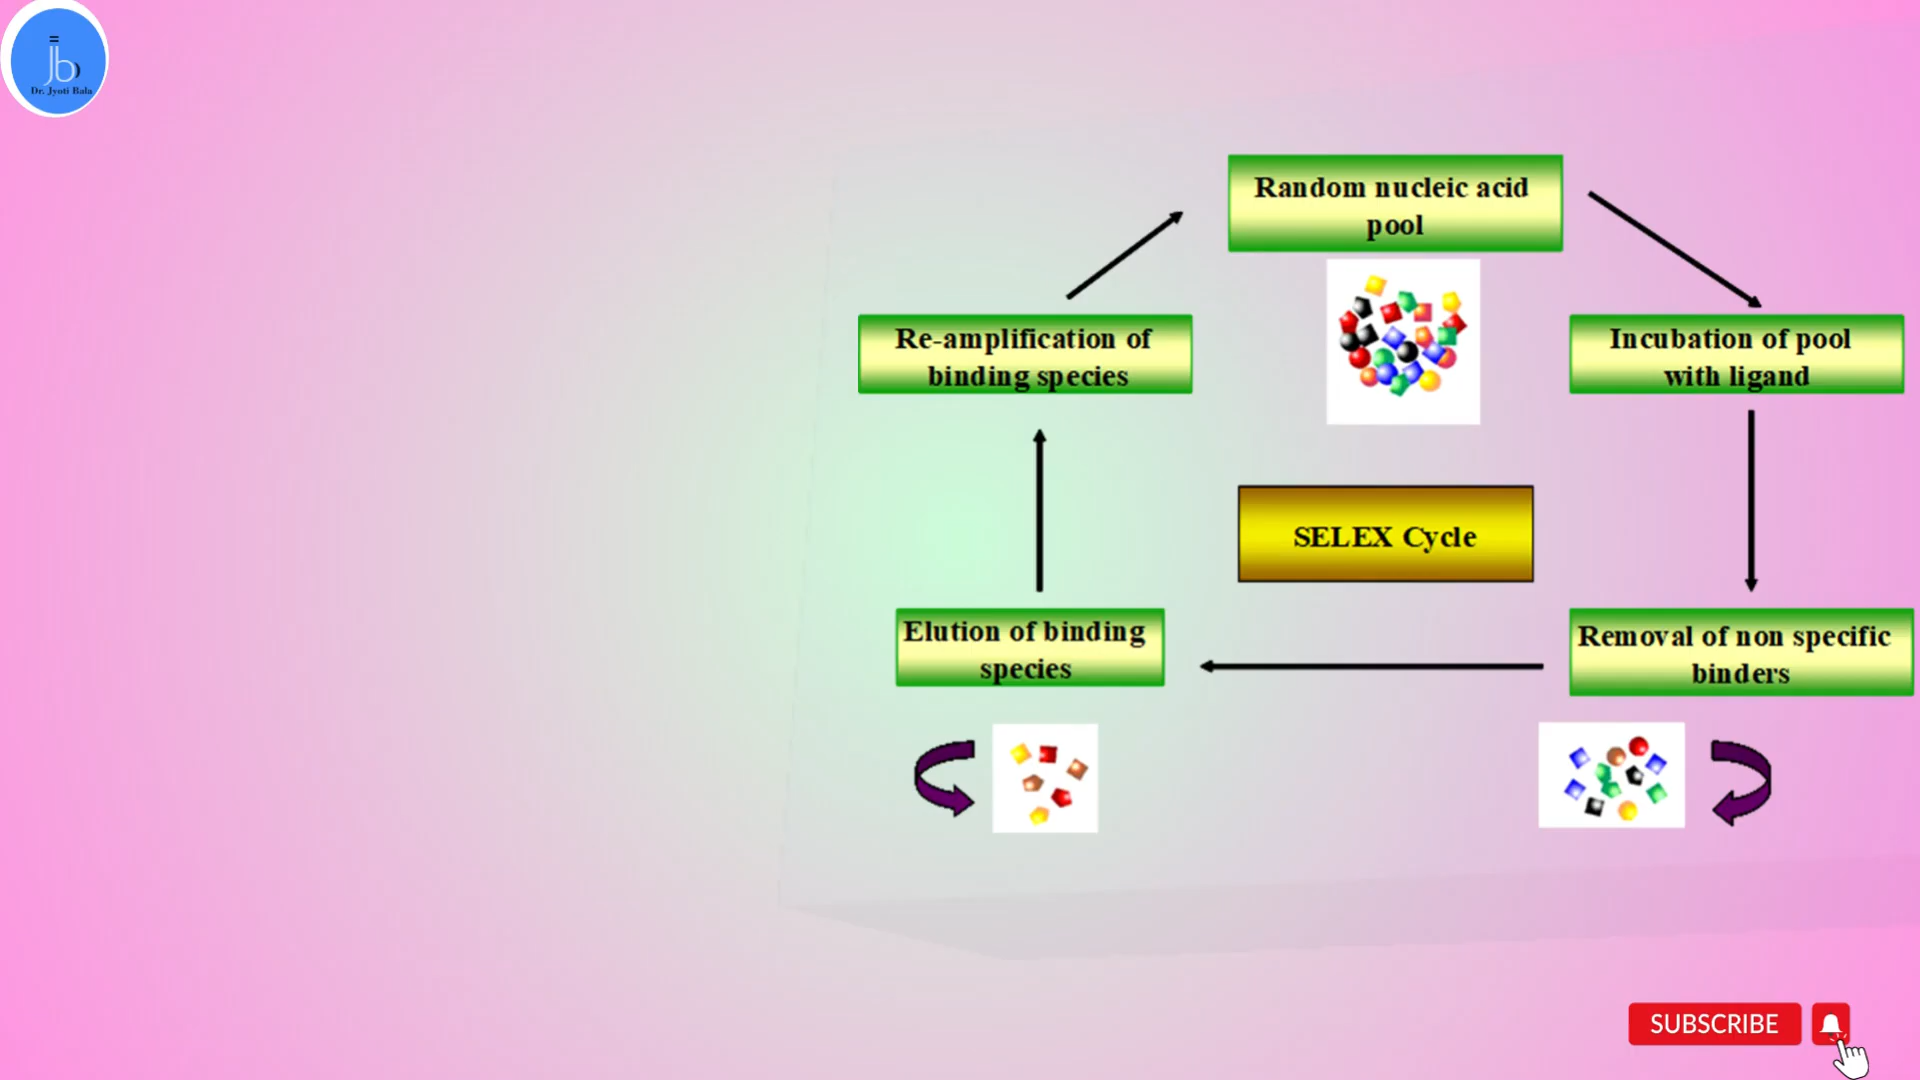 Jb
Dr. Jyoti Bala
Random nucleic acid
pool
Re-amplification of
binding species
Incubation of pool
with ligand
SELEX Cycle
Elution of binding
species
Removal of non specific
binders
SUBSCRIBE